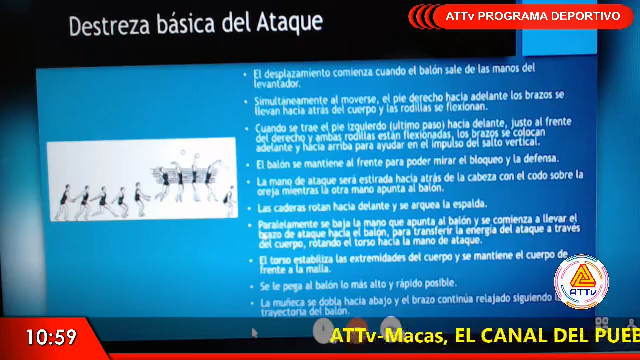 ATTv PROGRAMA DEPORTIVO
Destreza básica del Ataque
• El desplazamiento comienza cuando el balón sale de las manos del
levantador.
• Simultáneamente al moverse, el pie derecho hacia adelante los brazos se
llevan hacia atrás del cuerpo y las rodillas se flexionan.
• Cuando se trae el pie izquierdo (ultimo paso) hacia delante, justo al frente
del derecho y ambas rodillas están flexionadas, los brazos se colocan
adelante y hacia arriba para ayudar en el impulso del salto vertical.
• El balón se mantiene al frente para poder mirar el bloqueo y la defensa.
• La mano de ataque será estirada hacia atrás de la cabeza con el codo sobre la
oreja mientras la otra mano apunta al balón.
• Las caderas rotan hacia delante y se arquea la espalda.
• Paralelamente se baja la mano que apunta al balón y se comienza a llevar el
brazo de ataque hacia el balón, para transferir la energía del ataque a través
del cuerpo, rotando el torso hacia la mano de ataque.
• El torso estabiliza las extremidades del cuerpo y se mantiene el cuerpo de
frente a la malla.
• Se le pega al balón lo más alto y rápido posible.
• La muñeca se dobla hacia abajo y el brazo continúa relajado siguiendo la
trayectoria del balón.
ATTv
10:59
ATTv-Macas, EL CANAL DEL PUEB